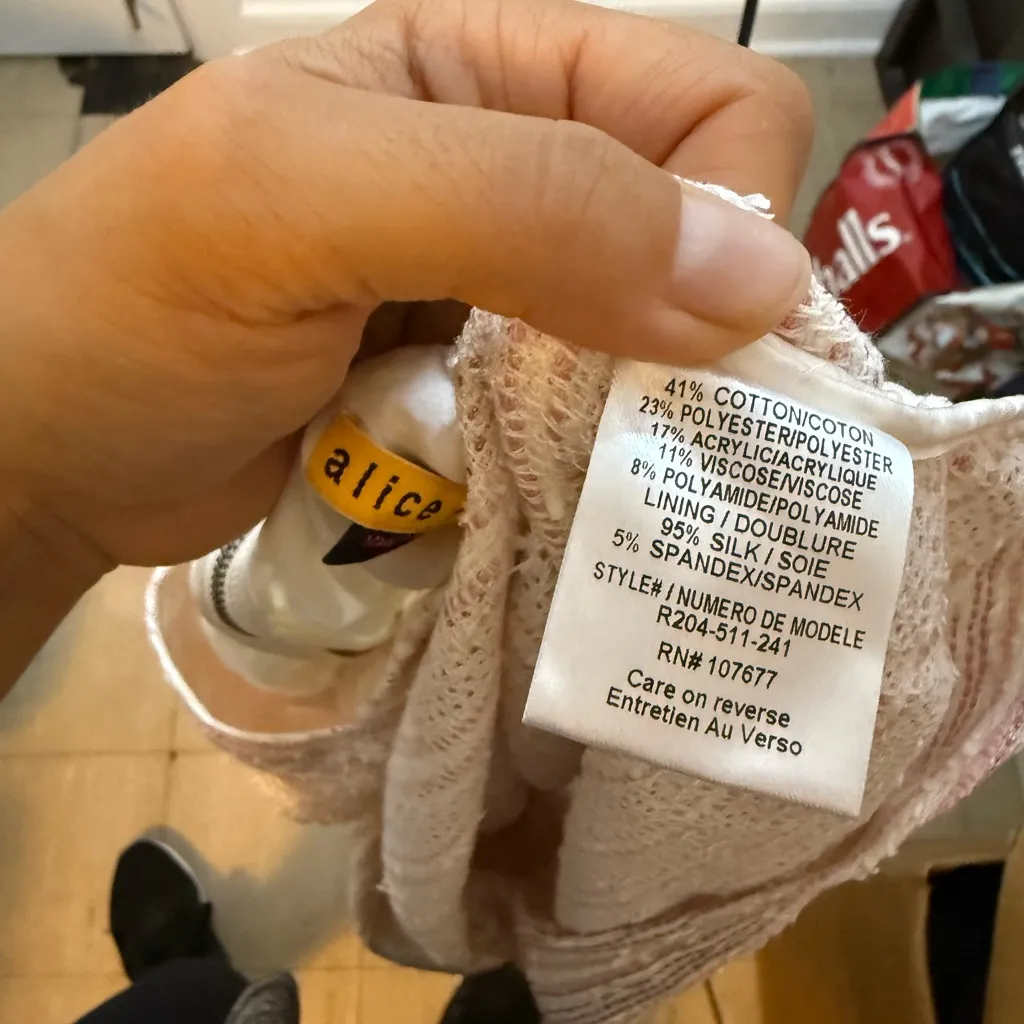 alls
alice
41% COTTON/COTON
23% POLYESTER/POLYESTER
17% ACRYLIC/ACRYLIQUE
11% VISCOSE/VISCOSE
8% POLYAMIDE/POLYAMIDE
LINING / DOUBLURE
95% SILK / SOIE
5% SPANDEX/SPANDEX
STYLE# / NUMERO DE MODELE
R204-511-241
RN# 107677
Care on reverse
Entretien Au Verso